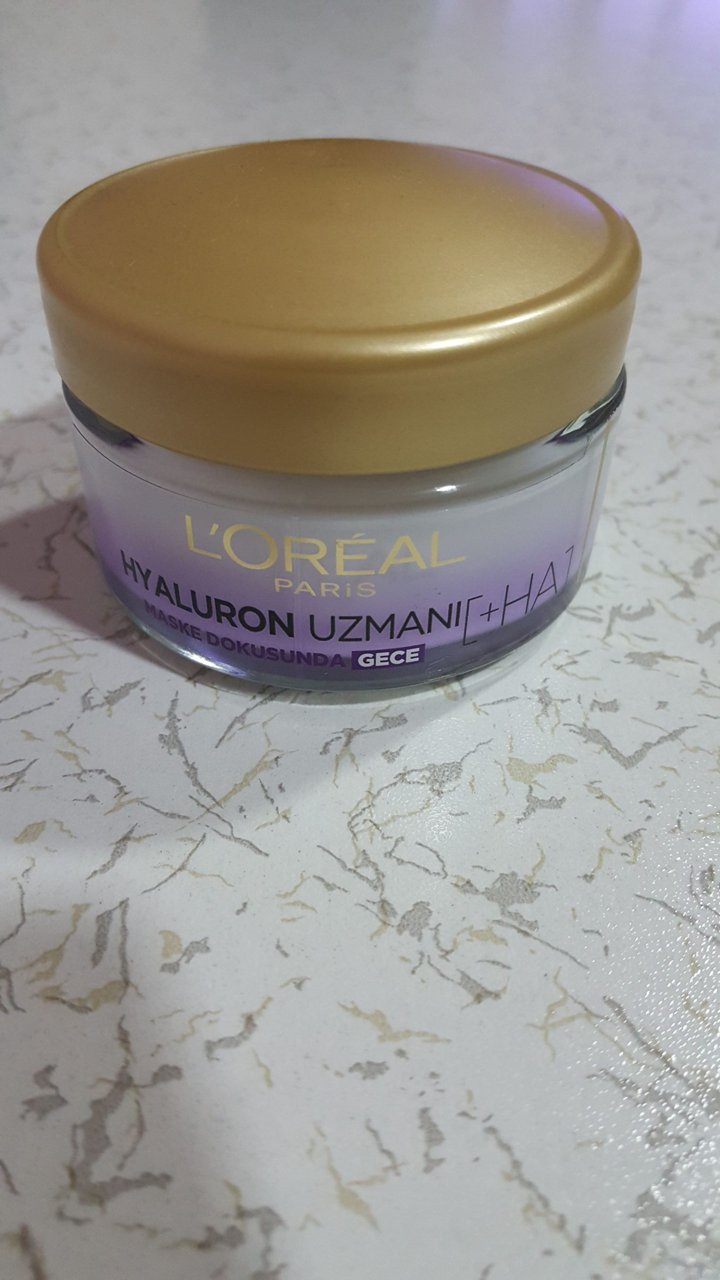 L'ORÉAL
PARiS
HYALURON UZMANI [+HA]
MASKE DOKUSUNDA GECE